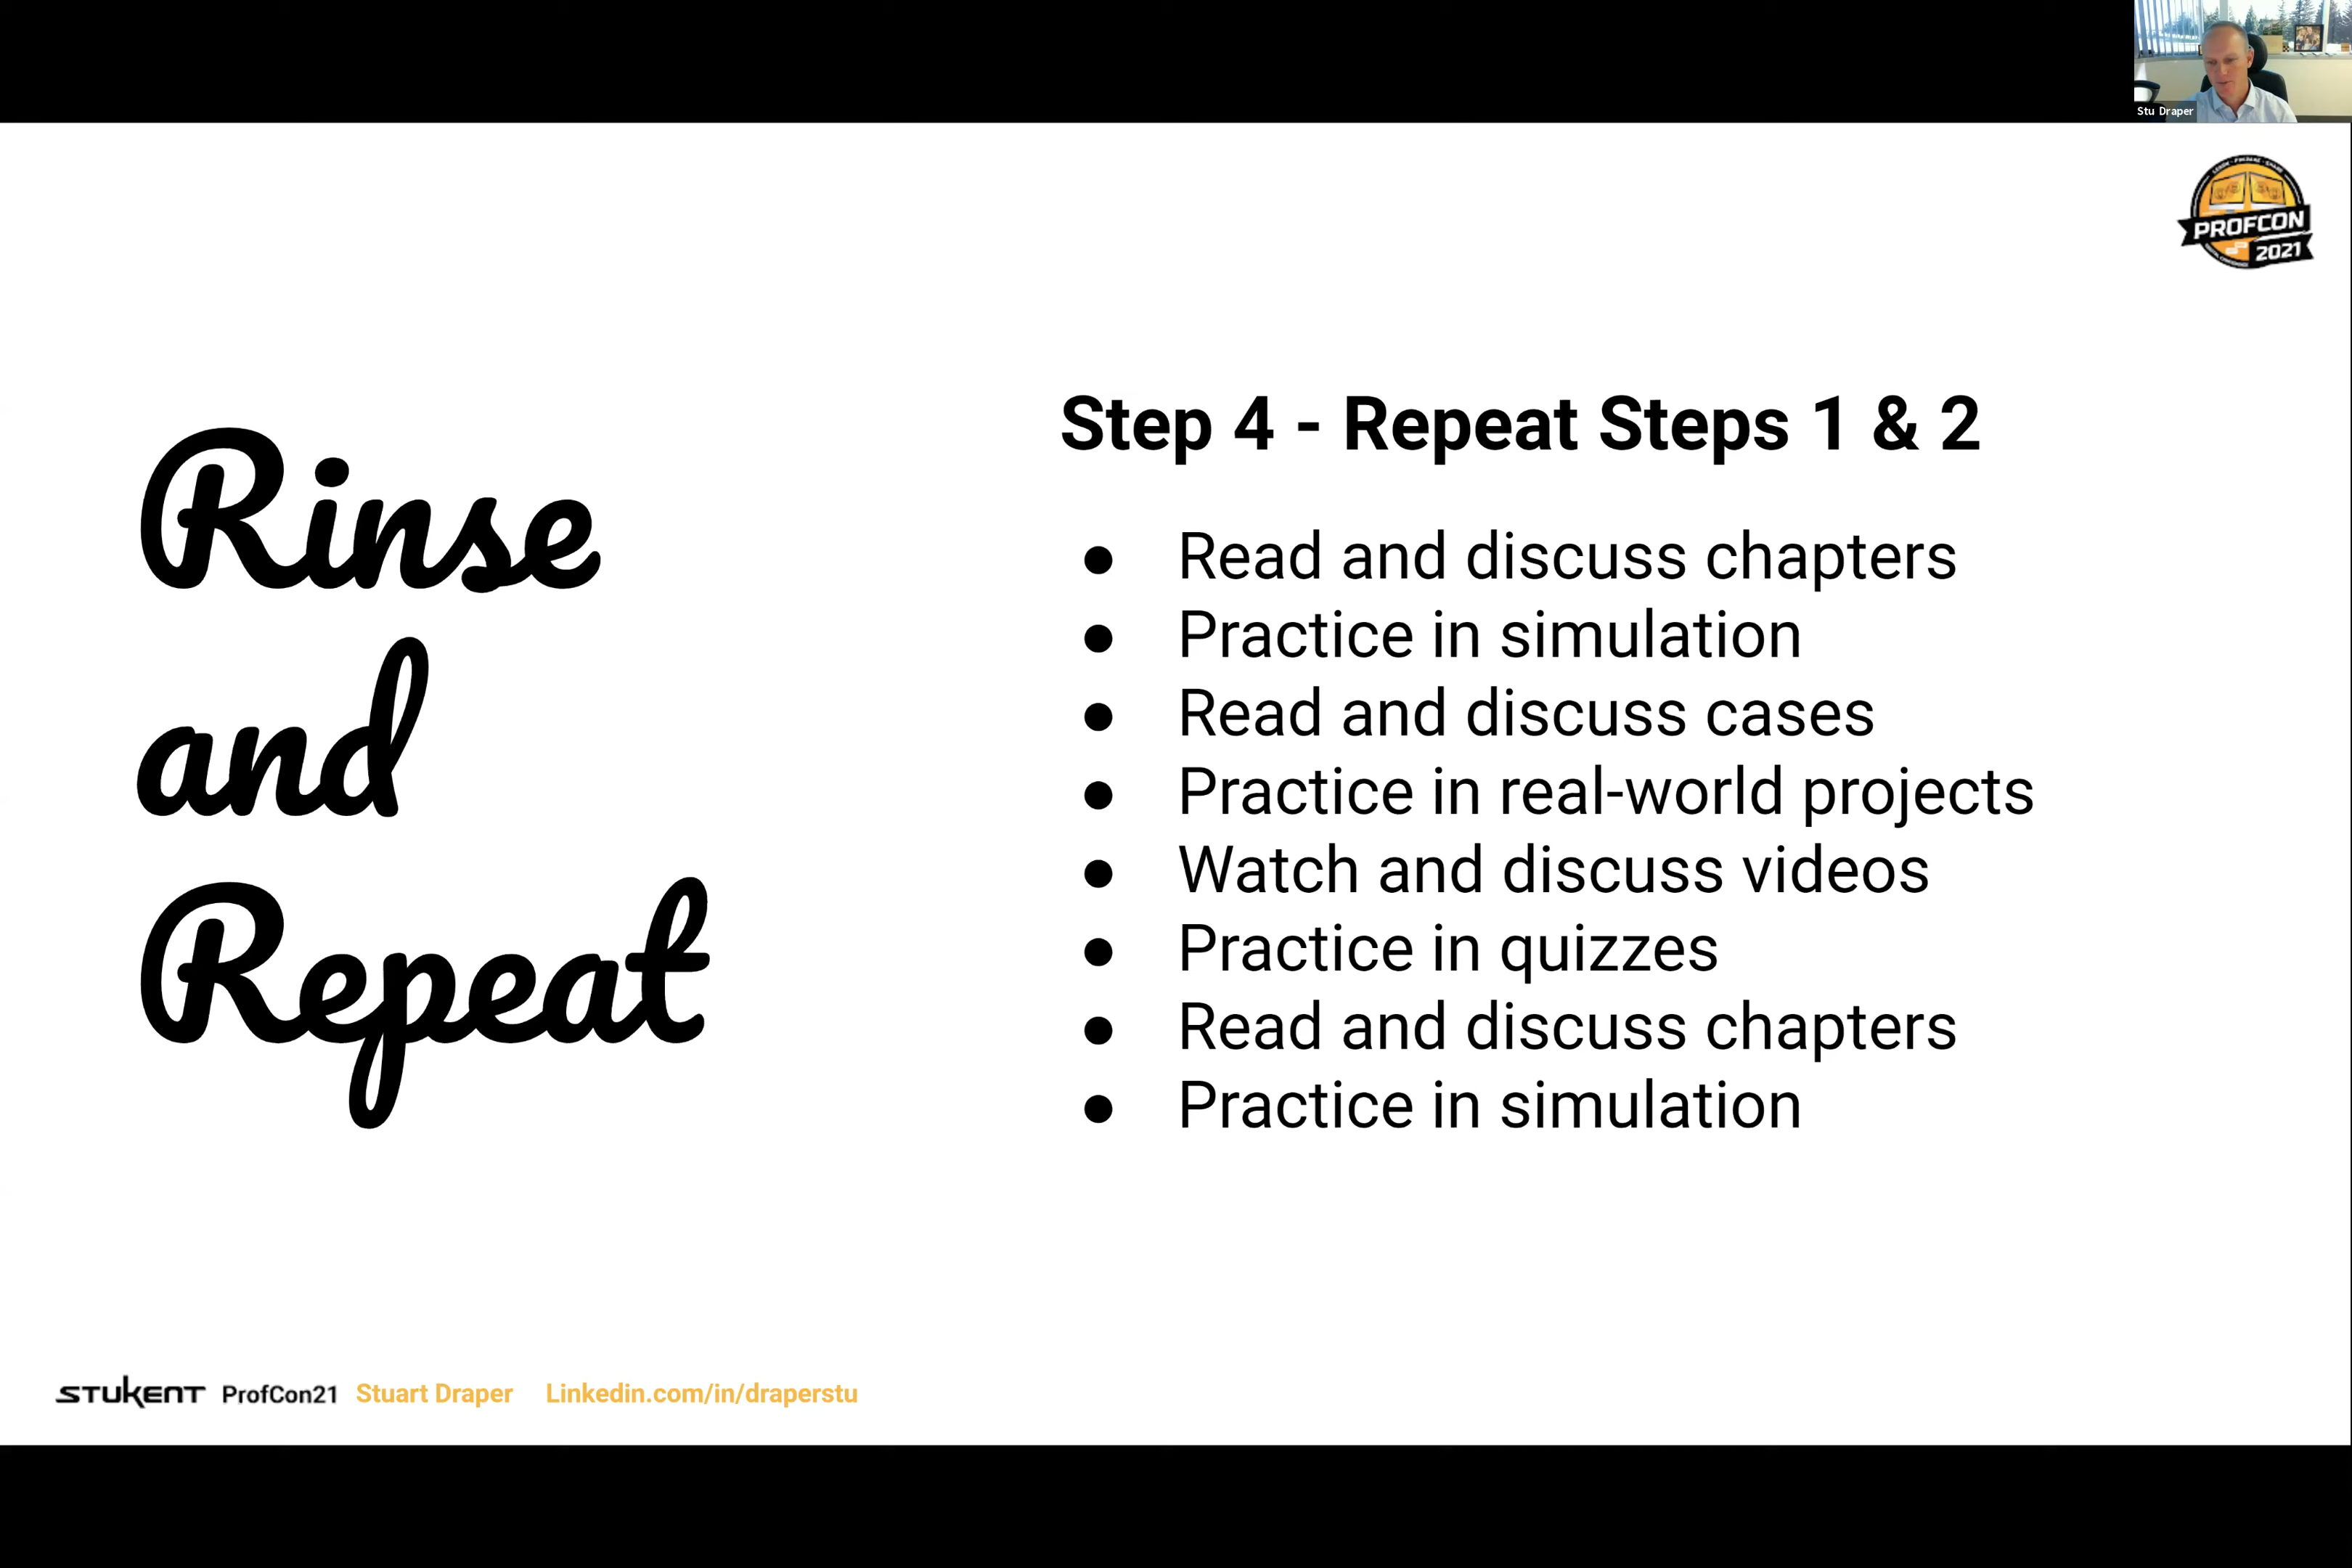 Stu Draper
PROFCON
2021
Rinse
and
Repeat
Step 4 - Repeat Steps 1 & 2
● Read and discuss chapters
● Practice in simulation
● Read and discuss cases
● Practice in real-world projects
● Watch and discuss videos
● Practice in quizzes
● Read and discuss chapters
● Practice in simulation
STUKENT ProfCon21 Stuart Draper Linkedin.com/in/draperstu